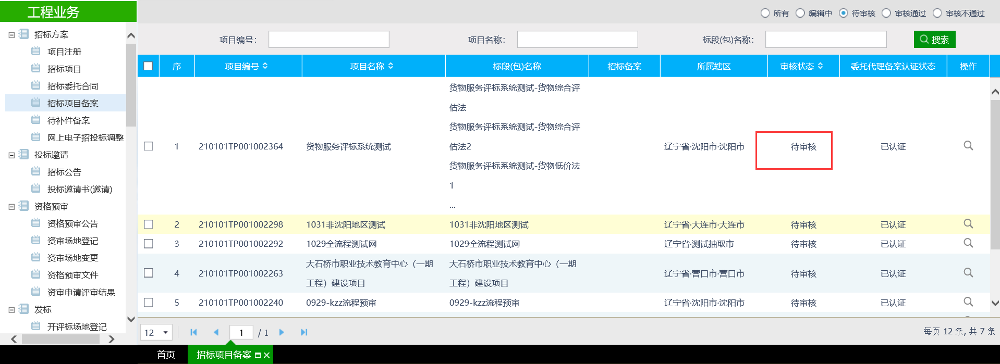 工程业务
所有 编辑中 待审核 审核通过 审核不通过
招标方案
项目注册
招标项目
招标委托合同
招标项目备案
待补件备案
网上电子招投标调整
投标邀请
招标公告
投标邀请书(邀请)
资格预审
资格预审公告
资审场地登记
资审场地变更
资格预审文件
资审申请评审结果
发标
开评标场地登记
项目编号： 项目名称： 标段(包)名称： 搜索
序 项目编号 项目名称 标段(包)名称 招标备案 所属辖区 审核状态 委托代理备案认证状态 操作
货物服务评标系统测试-货物综合评
估法
货物服务评标系统测试-货物综合评
1 210101TP001002364 货物服务评标系统测试 估法2 辽宁省·沈阳市·沈阳市 待审核 已认证
货物服务评标系统测试-货物低价法
1
...
2 210101TP001002298 1031非沈阳地区测试 1031非沈阳地区测试 辽宁省·大连市·大连市 待审核 已认证
3 210101TP001002292 1029全流程测试网 1029全流程测试网 辽宁省·测试抽取市 待审核 已认证
大石桥市职业技术教育中心（一期 大石桥市职业技术教育中心（一期
4 210101TP001002263 辽宁省·营口市·营口市 待审核 已认证
工程）建设项目 工程）建设项目
5 210101TP001002240 0929-kzz流程预审 0929-kzz流程预审 辽宁省·沈阳市·沈阳市 待审核 已认证
12 1 / 1 每页 12 条, 共 7 条
首页 招标项目备案